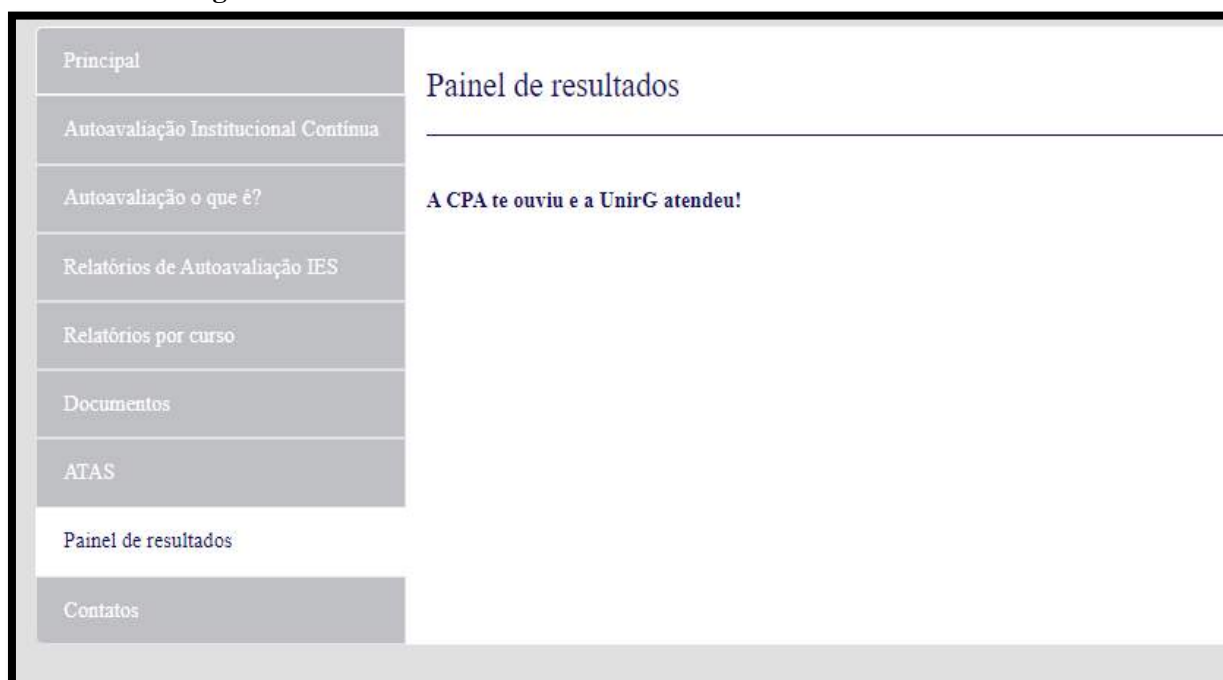 Principal
Autoavaliação Institucional Contínua
Autoavaliação o que é?
Relatórios de Autoavaliação IES
Relatórios por curso
Documentos
ATAS
Painel de resultados
Contatos
Painel de resultados
A CPA te ouviu e a UnirG atendeu!